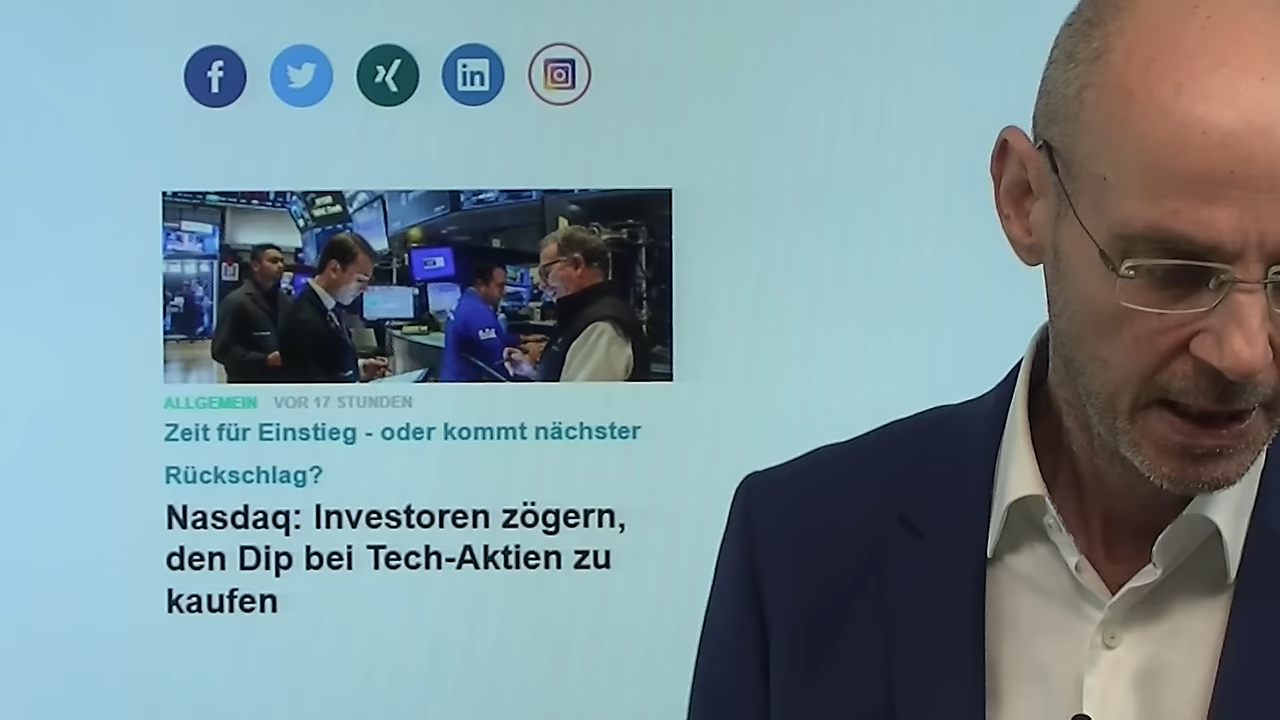 ALLGEMEIN VOR 17 STUNDEN
Zeit für Einstieg - oder kommt nächster
Rückschlag?
Nasdaq: Investoren zögern,
den Dip bei Tech-Aktien zu
kaufen